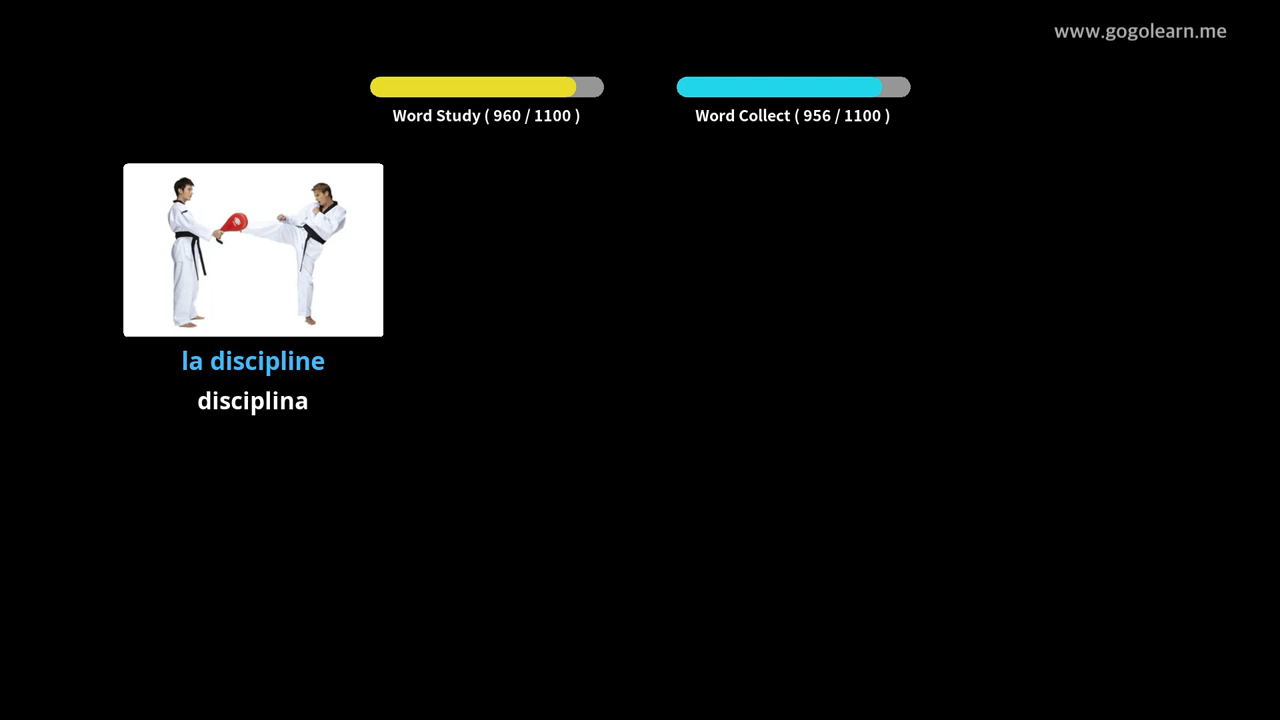 www.gogolearn.me
Word Study ( 960 / 1100 )
Word Collect ( 956 / 1100 )
la discipline
disciplina